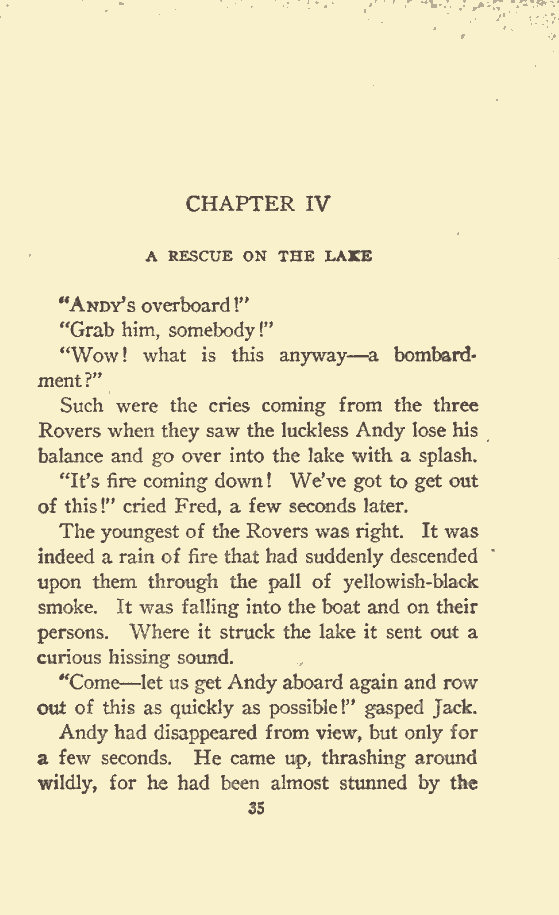 CHAPTER IV
A RESCUE ON THE LAKE
“ANDY’s overboard!”
“Grab him, somebody!”
“Wow! what is this anyway—a bombard-
ment?”
Such were the cries coming from the three
Rovers when they saw the luckless Andy lose his
balance and go over into the lake with a splash.
“It’s fire coming down! We’ve got to get out
of this!” cried Fred, a few seconds later.
The youngest of the Rovers was right. It was
indeed a rain of fire that had suddenly descended
upon them through the pall of yellowish-black
smoke. It was falling into the boat and on their
persons. Where it struck the lake it sent out a
curious hissing sound.
“Come—let us get Andy aboard again and row
out of this as quickly as possible!” gasped Jack.
Andy had disappeared from view, but only for
a few seconds. He came up, thrashing around
wildly, for he had been almost stunned by the
35